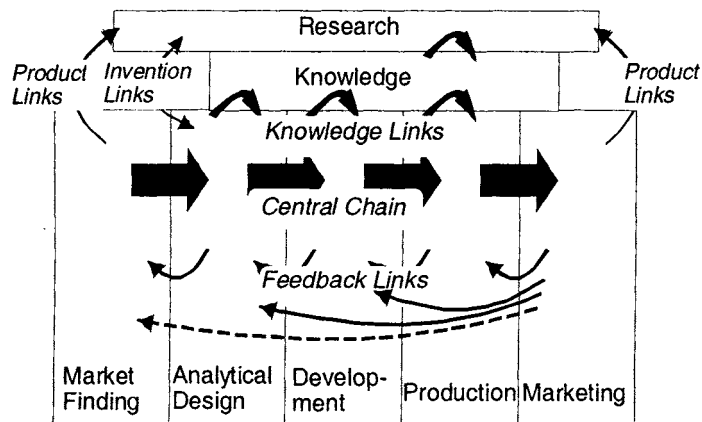 Research
Product
Links
Invention
Links
Knowledge
Product
Links
Knowledge Links
Central Chain
Feedback Links
Market
Finding
Analytical
Design
Develop-
ment
Production
Marketing